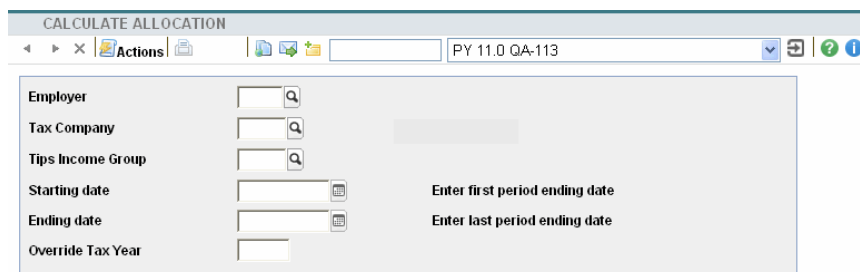 CALCULATE ALLOCATION
Actions PY 11.0 QA-113
Employer
Tax Company
Tips Income Group
Starting date Enter first period ending date
Ending date Enter last period ending date
Override Tax Year